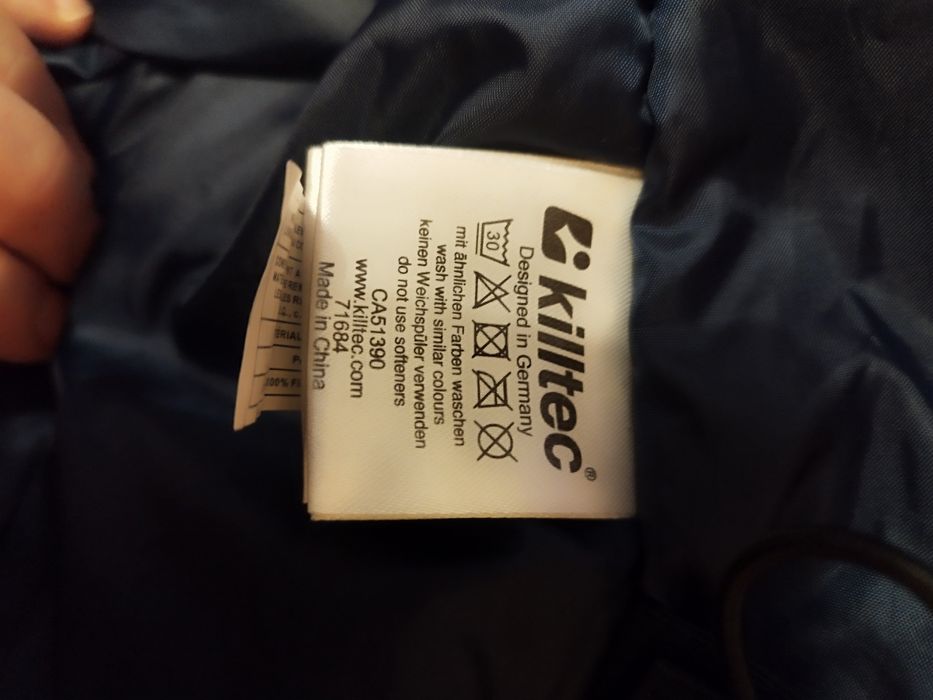 killtec®
Designed in Germany
30
mit ähnlichen Farben waschen
wash with similar colours
keinen Weichspüler verwenden
do not use softeners
CA51390
www.killtec.com
71684
Made in China
100%